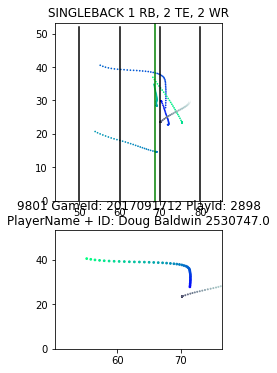 SINGLEBACK 1 RB, 2 TE, 2 WR
50
40
30
20
10
0
50 60 70 80
9801 GameId: 2017091712 PlayId: 2898
PlayerName + ID: Doug Baldwin 2530747.0
40
20
0
60 70